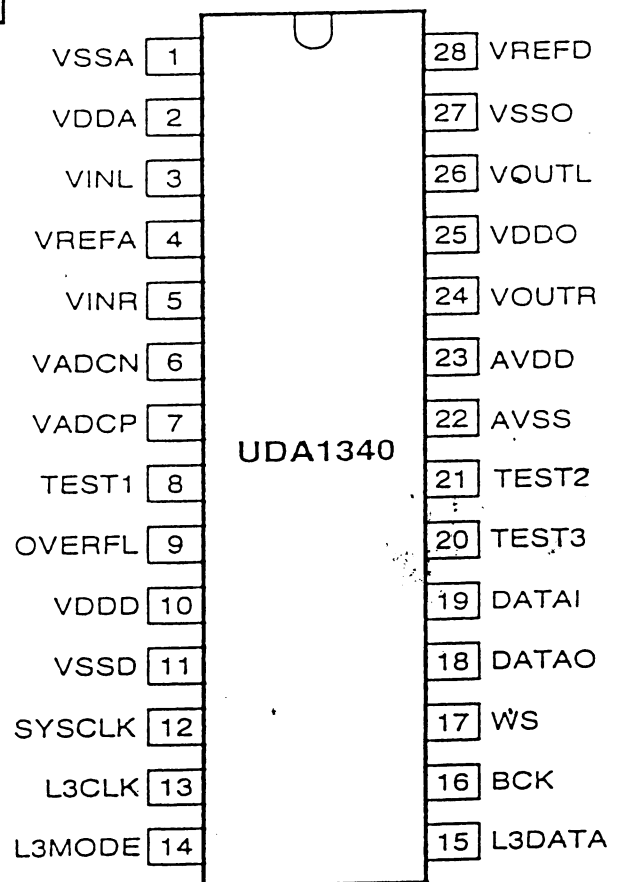 VSSA 1
VDDA 2
VINL 3
VREFA 4
VINR 5
VADCN 6
VADCP 7
TEST1 8
OVERFL 9
VDDD 10
VSSD 11
SYSCLK 12
L3CLK 13
L3MODE 14
UDA1340
28 VREFD
27 VSSO
26 VOUTL
25 VDDO
24 VOUTR
23 AVDD
22 AVSS
21 TEST2
20 TEST3
19 DATAI
18 DATAO
17 WS
16 BCK
15 L3DATA